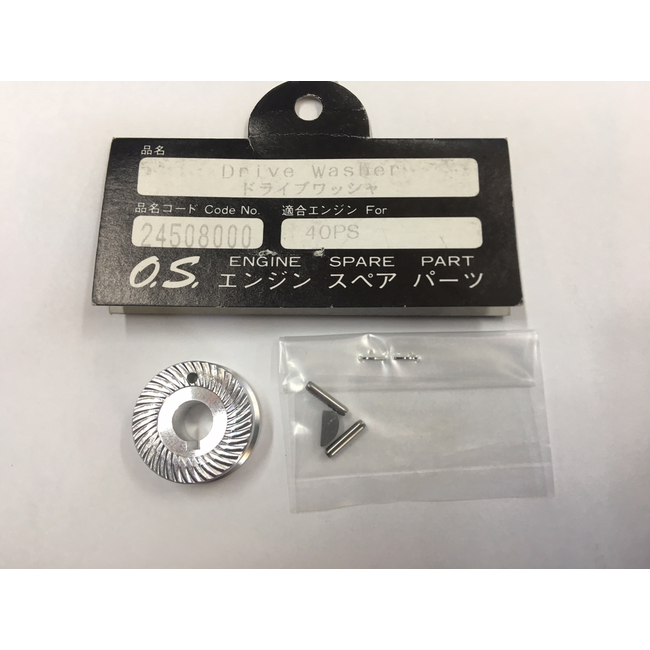 品名
Drive Washer
ドライブワッシャ
品名コード Code No. 適合エンジン For
24508000 40PS
O.S. ENGINE SPARE PART
エンジン スペア パーツ